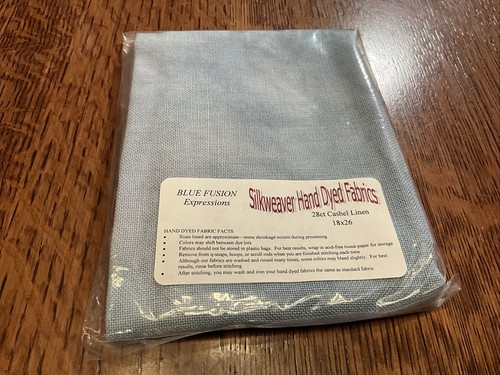 BLUE FUSION
Expressions
Silkweaver Hand Dyed Fabrics
28ct Cashel Linen
18x26
HAND DYED FABRIC FACTS
• Sizes listed are approximate--some shrinkage occurs during processing
• Colors may shift between dye lots
• Fabrics should not be stored in plastic bags. For best results, wrap in acid-free tissue paper for storage
• Remove from q-snaps, hoops, or scroll rods when you are finished stitching each time
• Although our fabrics are washed and rinsed many times, some colors may bleed slightly. For best
results, rinse before stitching
• After stitching, you may wash and iron your hand dyed fabrics the same as standard fabric